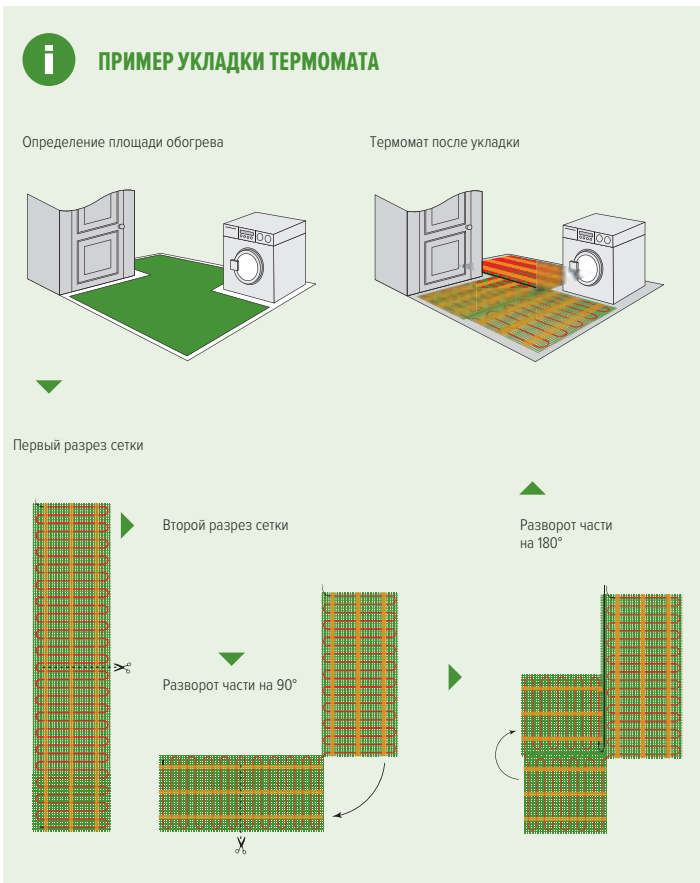 ПРИМЕР УКЛАДКИ ТЕРМОМАТА
Определение площади обогрева
Термомат после укладки
Первый разрез сетки
Второй разрез сетки
Разворот части на 90°
Разворот части
на 180°